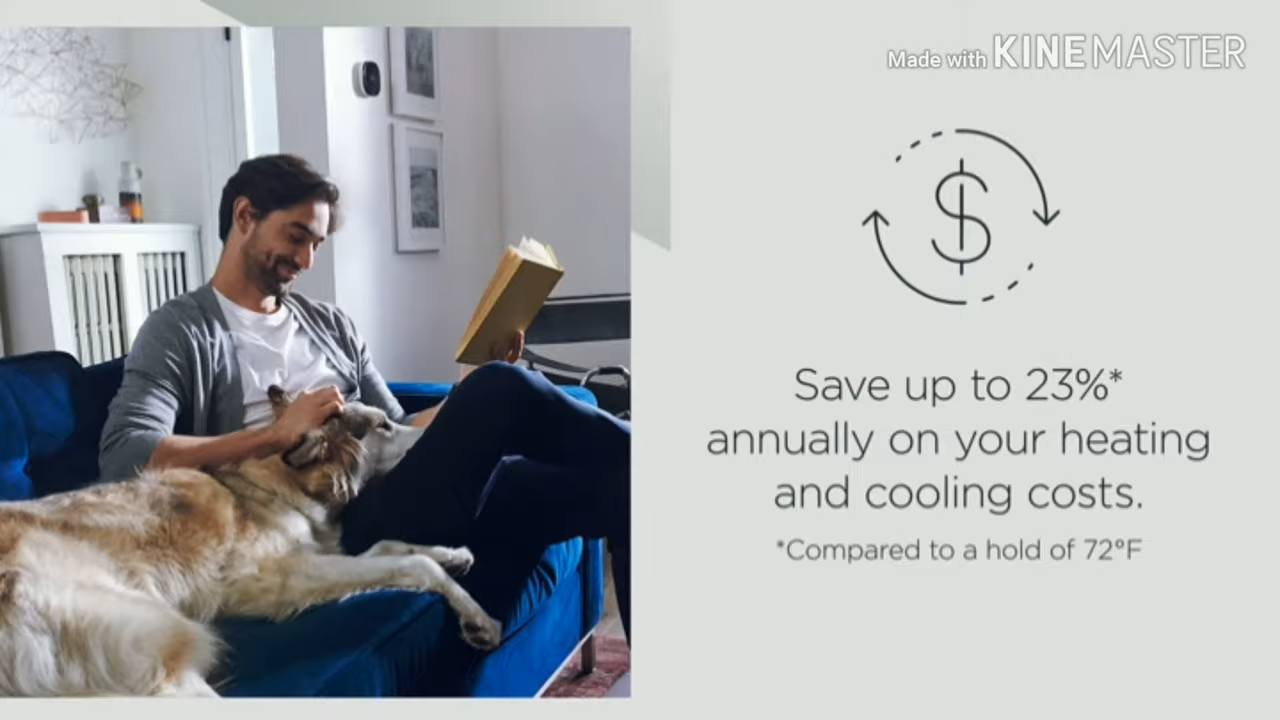 Made with KINEMASTER
Save up to 23%*
annually on your heating
and cooling costs.
*Compared to a hold of 72°F